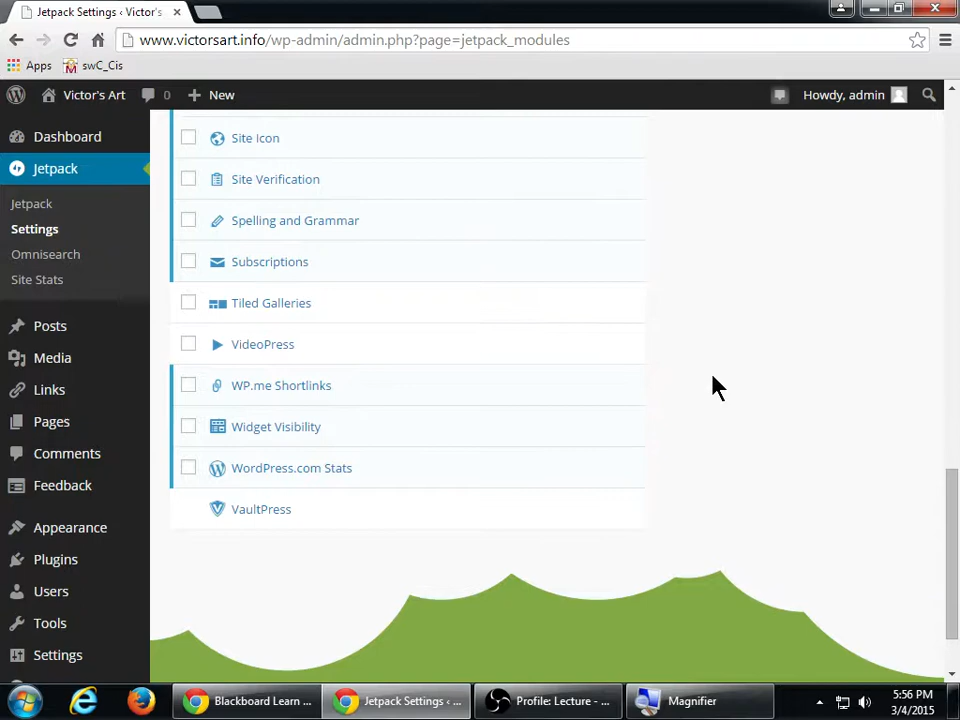 Jetpack Settings ‹ Victor's
www.victorsart.info/wp-admin/admin.php?page=jetpack_modules
Apps
swC_Cis
Victor's Art
0
New
Howdy, admin
Dashboard
Jetpack
Jetpack
Settings
Omnisearch
Site Stats
Posts
Media
Links
Pages
Comments
Feedback
Appearance
Plugins
Users
Tools
Settings
Site Icon
Site Verification
Spelling and Grammar
Subscriptions
Tiled Galleries
VideoPress
WP.me Shortlinks
Widget Visibility
WordPress.com Stats
VaultPress
Blackboard Learn ...
Jetpack Settings ‹ ...
Profile: Lecture - ...
Magnifier
5:56 PM
3/4/2015